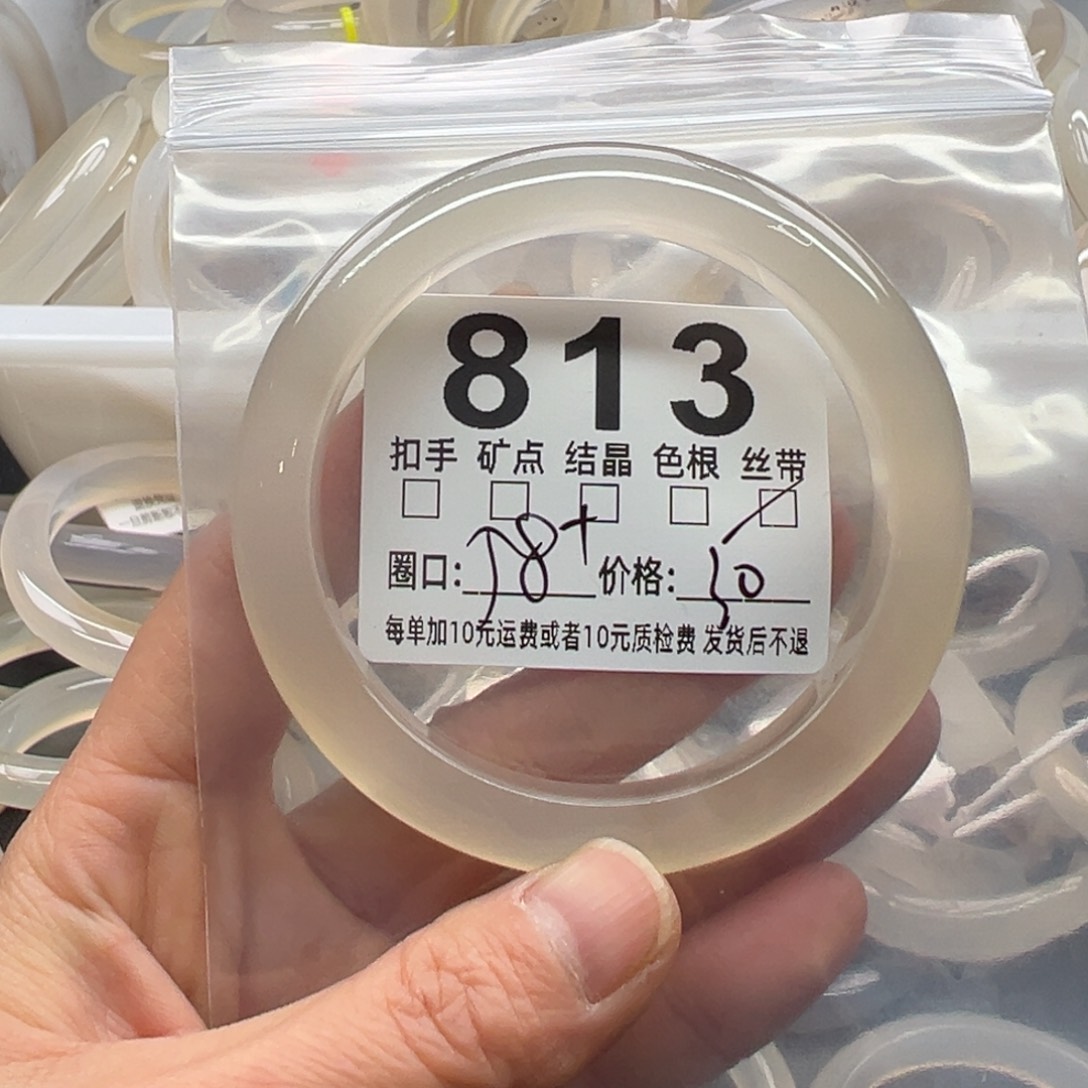 813
扣手 矿点 结晶 色根 丝带
圈口: 58+ 价格: 50
每单加10元运费或者10元质检费 发货后不退